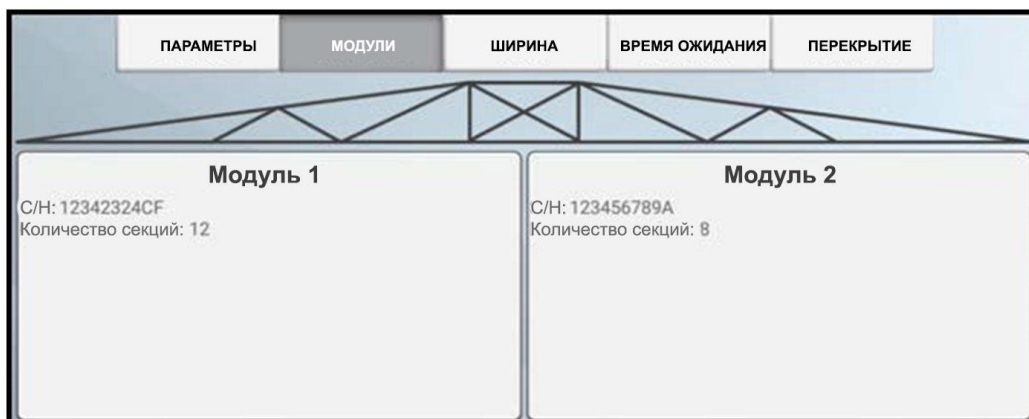 ПАРАМЕТРЫ МОДУЛИ ШИРИНА ВРЕМЯ ОЖИДАНИЯ ПЕРЕКРЫТИЕ
Модуль 1
С/Н: 12342324CF
Количество секций: 12
Модуль 2
С/Н: 123456789A
Количество секций: 8